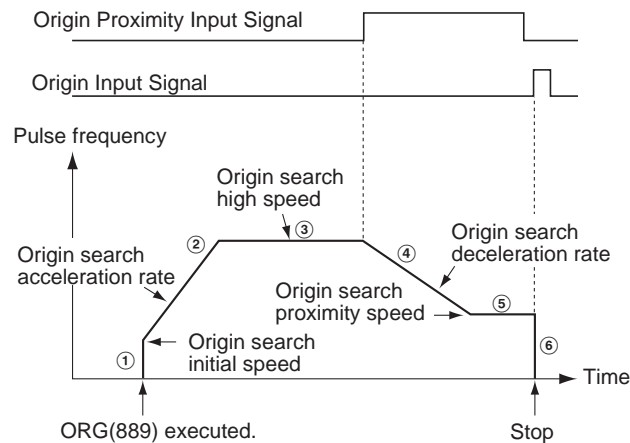 Origin Proximity Input Signal
Origin Input Signal
Pulse frequency
Origin search
high speed
②
③
④
Origin search
acceleration rate
Origin search
deceleration rate
Origin search
proximity speed
⑤
①
Origin search
initial speed
⑥
Time
ORG(889) executed.
Stop